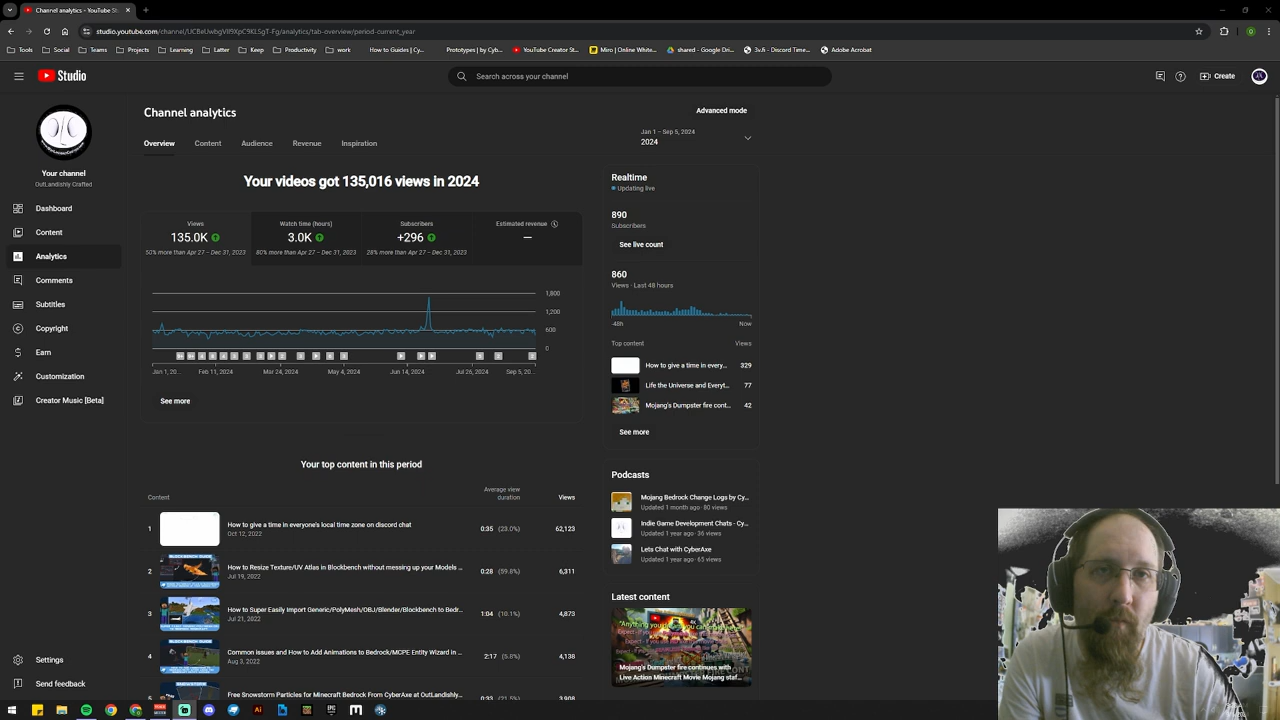 Channel analytics - YouTube St
studio.youtube.com/channel/UCBeUwbgVII9XpC9KLSgT-Fg/analytics/tab-overview/period-current_year
Tools
Social
Teams
Projects
Learning
Latter
Keep
Productivity
work
How to Guides (...
Prototypes | by Cyb...
YouTube Creator St...
Miro | Online White...
shared - Google Dri...
3v.fi - Discord Time...
Adobe Acrobat
Studio
Search across your channel
Create
Your channel
OutLandishly Crafted
Dashboard
Content
Analytics
Comments
Subtitles
Copyright
Earn
Customization
Creator Music [Beta]
Settings
Send feedback
Channel analytics
Advanced mode
Overview
Content
Audience
Revenue
Inspiration
Jan 1 – Sep 5, 2024
2024
Your videos got 135,016 views in 2024
Views
135.0K
50% more than Apr 27 – Dec 31, 2023
Watch time (hours)
3.0K
80% more than Apr 27 – Dec 31, 2023
Subscribers
+296
28% more than Apr 27 – Dec 31, 2023
Estimated revenue
—
1,800
1,200
600
0
Jan 1, 20...
Feb 11, 2024
Mar 24, 2024
May 4, 2024
Jun 14, 2024
Jul 26, 2024
Sep 5, 20...
See more
Your top content in this period
Content
Average view
duration
Views
1
How to give a time in everyone's local time zone on discord chat
Oct 12, 2022
0:35 (23.0%)
62,123
2
How to Resize Texture/UV Atlas in Blockbench without messing up your Models ...
Jul 19, 2022
0:28 (59.8%)
6,311
3
How to Super Easily Import Generic/PolyMesh/OBJ/Blender/Blockbench to Bedr...
Jul 21, 2022
1:04 (10.1%)
4,873
4
Common issues and How to Add Animations to Bedrock/MCPE Entity Wizard in ...
Aug 3, 2022
2:17 (5.8%)
4,138
5
Free Snowstorm Particles for Minecraft Bedrock From CyberAxe at OutLandishly...
0:33 (21.5%)
3,908
Realtime
Updating live
890
Subscribers
See live count
860
Views · Last 48 hours
-48h
Now
Top content
Views
How to give a time in every...
329
Life the Universe and Everyt...
77
Mojang's Dumpster fire cont...
42
See more
Podcasts
Mojang Bedrock Change Logs by Cy...
Updated 1 month ago · 80 views
Indie Game Development Chats - Cy...
Updated 1 year ago · 36 views
Lets Chat with CyberAxe
Updated 1 year ago · 65 views
Latest content
Mojang's Dumpster fire continues with
Live Action Minecraft Movie Mojang staf...